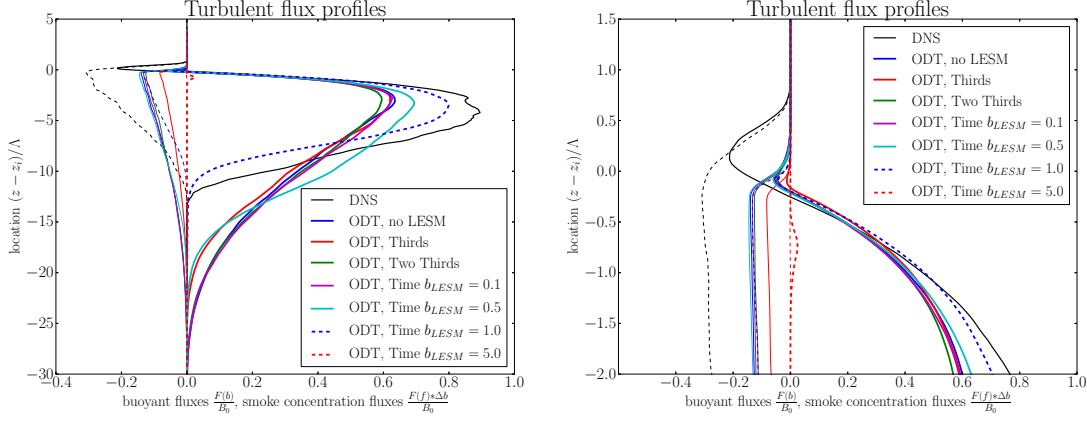 Turbulent flux profiles
location (z − z_i)/Λ
5
0
−5
−10
−15
−20
−25
−30
−0.4 −0.2 0.0 0.2 0.4 0.6 0.8 1.0
buoyant fluxes F(b)/B_0, smoke concentration fluxes F(f)*Δb/B_0
DNS
ODT, no LESM
ODT, Thirds
ODT, Two Thirds
ODT, Time b_LESM = 0.1
ODT, Time b_LESM = 0.5
ODT, Time b_LESM = 1.0
ODT, Time b_LESM = 5.0
Turbulent flux profiles
location (z − z_i)/Λ
1.5
1.0
0.5
0.0
−0.5
−1.0
−1.5
−2.0
−0.4 −0.2 0.0 0.2 0.4 0.6 0.8 1.0
buoyant fluxes F(b)/B_0, smoke concentration fluxes F(f)*Δb/B_0
DNS
ODT, no LESM
ODT, Thirds
ODT, Two Thirds
ODT, Time b_LESM = 0.1
ODT, Time b_LESM = 0.5
ODT, Time b_LESM = 1.0
ODT, Time b_LESM = 5.0